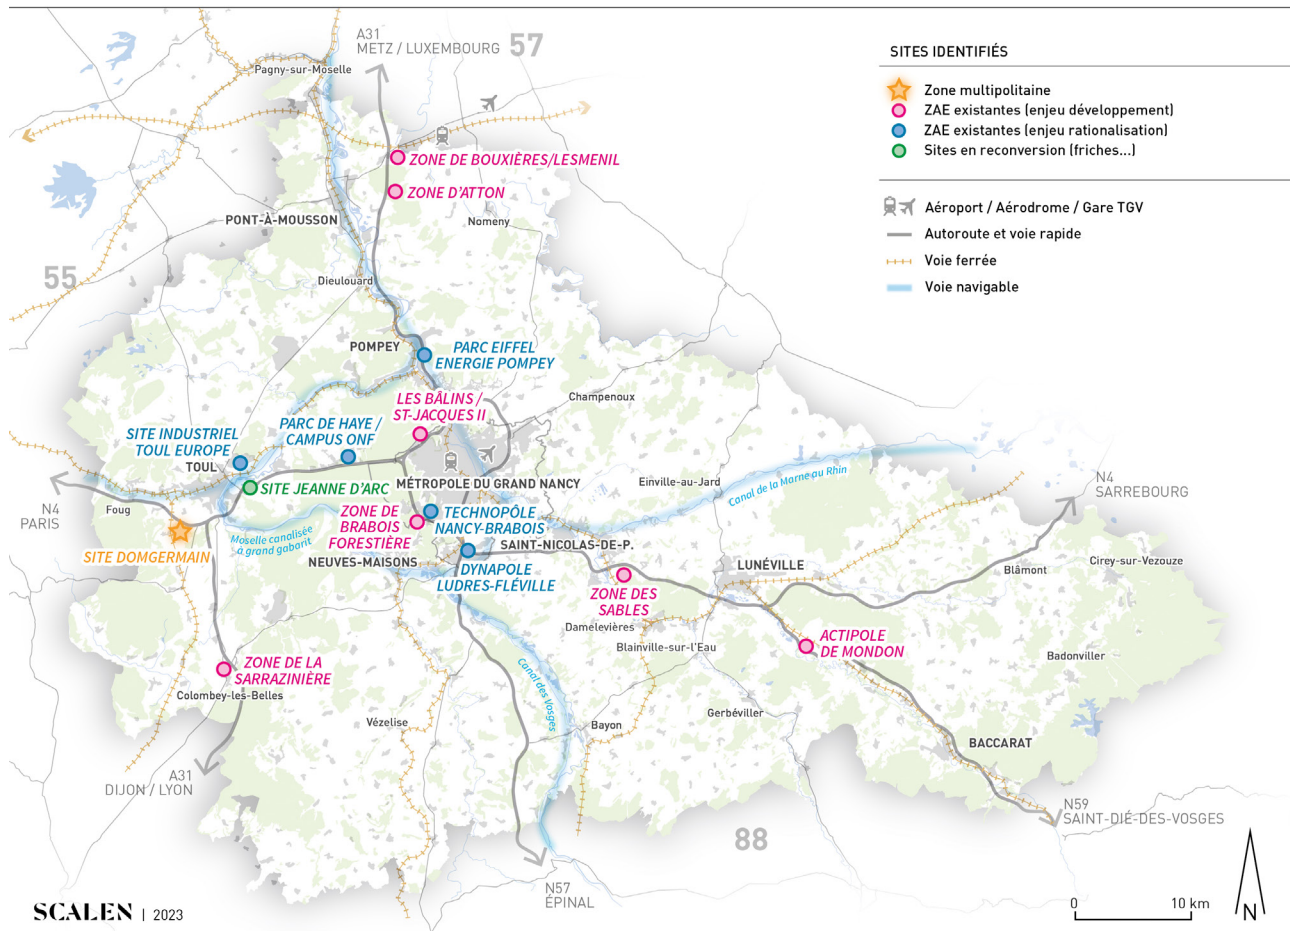 A31
METZ / LUXEMBOURG
57
Pagny-sur-Moselle
SITES IDENTIFIÉS
Zone multipolitaine
ZAE existantes (enjeu développement)
ZAE existantes (enjeu rationalisation)
Sites en reconversion (friches...)
Aéroport / Aérodrome / Gare TGV
Autoroute et voie rapide
Voie ferrée
Voie navigable
ZONE DE BOUXIÈRES/LESMENIL
ZONE D'ATTON
PONT-À-MOUSSON
Nomeny
55
Dieulouard
POMPEY
PARC EIFFEL
ENERGIE POMPEY
LES BÂLINS /
ST-JACQUES II
Champenoux
PARC DE HAYE /
CAMPUS ONF
SITE INDUSTRIEL
TOUL EUROPE
TOUL
SITE JEANNE D'ARC
MÉTROPOLE DU GRAND NANCY
Einville-au-Jard
Canal de la Marne au Rhin
N4
SARREBOURG
N4
PARIS
Foug
Moselle canalisée
à grand gabarit
ZONE DE
BRABOIS
FORESTIÈRE
TECHNOPÔLE
NANCY-BRABOIS
SITE DOMGERMAIN
NEUVES-MAISONS
SAINT-NICOLAS-DE-P.
DYNAPOLE
LUDRES-FLÉVILLE
LUNÉVILLE
Blâmont
Cirey-sur-Vezouze
ZONE DES
SABLES
Damelevières
Blainville-sur-l'Eau
ACTIPOLE
DE MONDON
Badonviller
ZONE DE LA
SARRAZINIÈRE
Colombey-les-Belles
Canal des Vosges
Vézelise
Bayon
Gerbéviller
BACCARAT
A31
DIJON / LYON
N59
SAINT-DIÉ-DES-VOSGES
88
N57
ÉPINAL
SCALEN | 2023
0 10 km
N